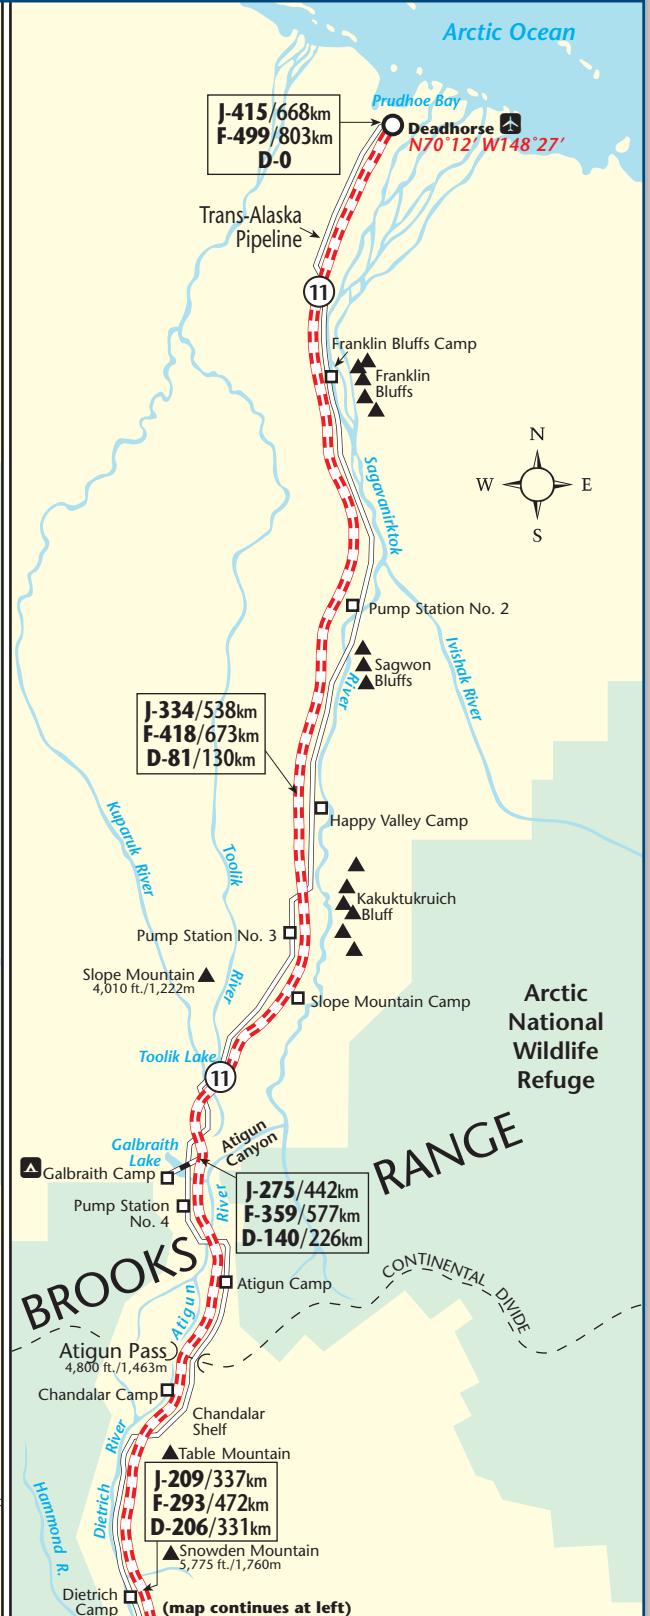 Arctic Ocean
Prudhoe Bay
J-415/668km
F-499/803km
D-0
Deadhorse
N70°12' W148°27'
Trans-Alaska
Pipeline
11
Franklin Bluffs Camp
Franklin
Bluffs
N
W E
S
Sagavanirktok
Pump Station No. 2
Ivishak River
Sagwon
Bluffs
River
J-334/538km
F-418/673km
D-81/130km
Happy Valley Camp
Kuparuk River
Toolik
Kakuktukruich
Bluff
Pump Station No. 3
Slope Mountain
4,010 ft./1,222m
River
Slope Mountain Camp
Arctic
National
Wildlife
Refuge
Toolik Lake
11
Atigun
Canyon
Galbraith
Lake
Galbraith Camp
RANGE
J-275/442km
F-359/577km
D-140/226km
Pump Station
No. 4
River
BROOKS
Atigun Camp
CONTINENTAL DIVIDE
Atigun
Atigun Pass
4,800 ft./1,463m
Chandalar Camp
Chandalar
Shelf
River
Table Mountain
J-209/337km
F-293/472km
D-206/331km
Dietrich
Hammond R.
Snowden Mountain
5,775 ft./1,760m
Dietrich
Camp
(map continues at left)